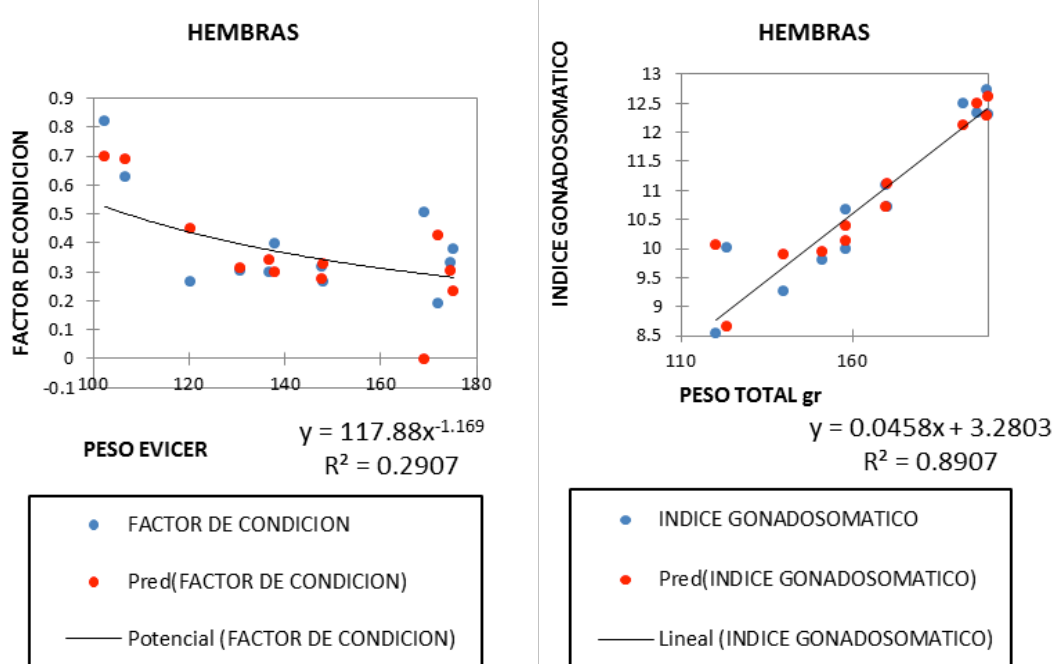 HEMBRAS
FACTOR DE CONDICION
0.9
0.8
0.7
0.6
0.5
0.4
0.3
0.2
0.1
0
-0.1
100 120 140 160 180
PESO EVICER
y = 117.88x^-1.169
R² = 0.2907
FACTOR DE CONDICION
Pred(FACTOR DE CONDICION)
Potencial (FACTOR DE CONDICION)
HEMBRAS
INDICE GONADOSOMATICO
13
12.5
12
11.5
11
10.5
10
9.5
9
8.5
110 160
PESO TOTAL gr
y = 0.0458x + 3.2803
R² = 0.8907
INDICE GONADOSOMATICO
Pred(INDICE GONADOSOMATICO)
Lineal (INDICE GONADOSOMATICO)